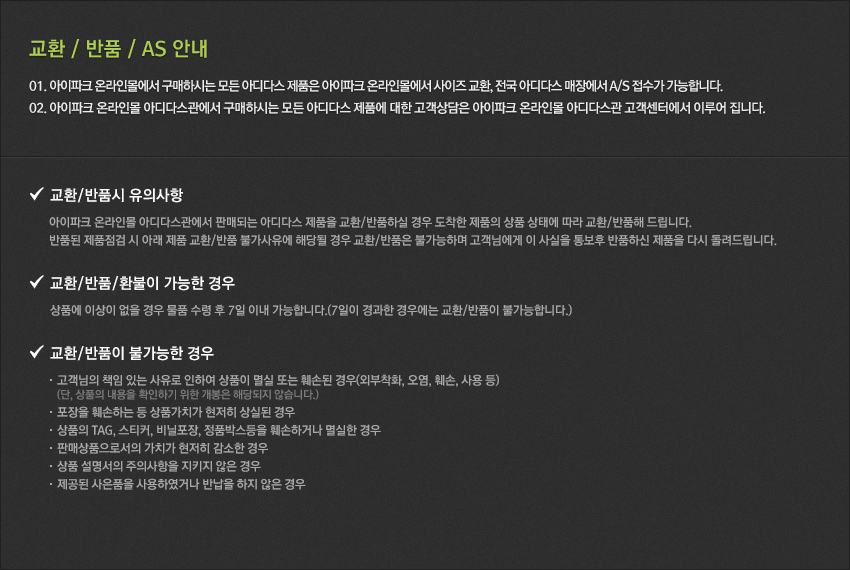 교환 / 반품 / AS 안내
01. 아이파크 온라인몰에서 구매하시는 모든 아디다스 제품은 아이파크 온라인몰에서 사이즈 교환, 전국 아디다스 매장에서 A/S 접수가 가능합니다.
02. 아이파크 온라인몰 아디다스관에서 구매하시는 모든 아디다스 제품에 대한 고객상담은 아이파크 온라인몰 아디다스관 고객센터에서 이루어 집니다.
✓ 교환/반품시 유의사항
아이파크 온라인몰 아디다스관에서 판매되는 아디다스 제품을 교환/반품하실 경우 도착한 제품의 상품 상태에 따라 교환/반품해 드립니다.
반품된 제품점검 시 아래 제품 교환/반품 불가사유에 해당될 경우 교환/반품은 불가능하며 고객님에게 이 사실을 통보후 반품하신 제품을 다시 돌려드립니다.
✓ 교환/반품/환불이 가능한 경우
상품에 이상이 없을 경우 물품 수령 후 7일 이내 가능합니다.(7일이 경과한 경우에는 교환/반품이 불가능합니다.)
✓ 교환/반품이 불가능한 경우
· 고객님의 책임 있는 사유로 인하여 상품이 멸실 또는 훼손된 경우(외부착화, 오염, 훼손, 사용 등)
(단, 상품의 내용을 확인하기 위한 개봉은 해당되지 않습니다.)
· 포장을 훼손하는 등 상품가치가 현저히 상실된 경우
· 상품의 TAG, 스티커, 비닐포장, 정품박스등을 훼손하거나 멸실한 경우
· 판매상품으로서의 가치가 현저히 감소한 경우
· 상품 설명서의 주의사항을 지키지 않은 경우
· 제공된 사은품을 사용하였거나 반납을 하지 않은 경우